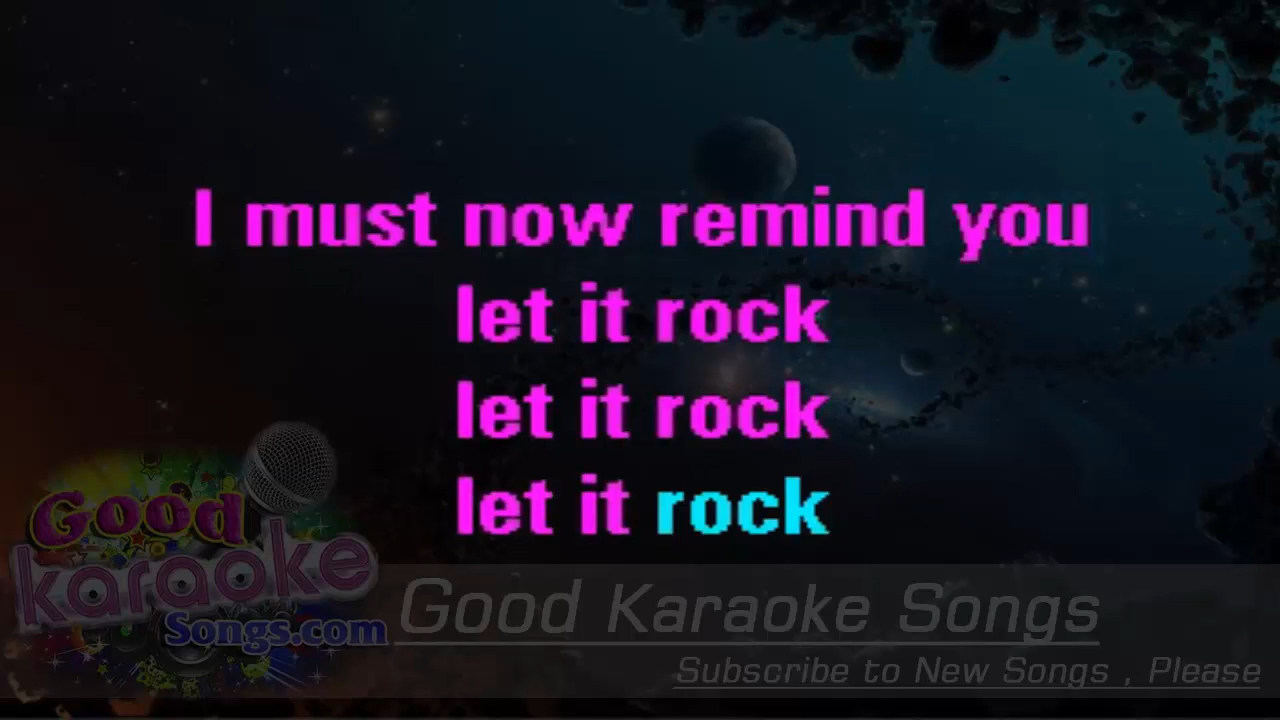 I must now remind you
let it rock
let it rock
let it rock
Good
karaoke
Songs.com
Good Karaoke Songs
Subscribe to New Songs , Please